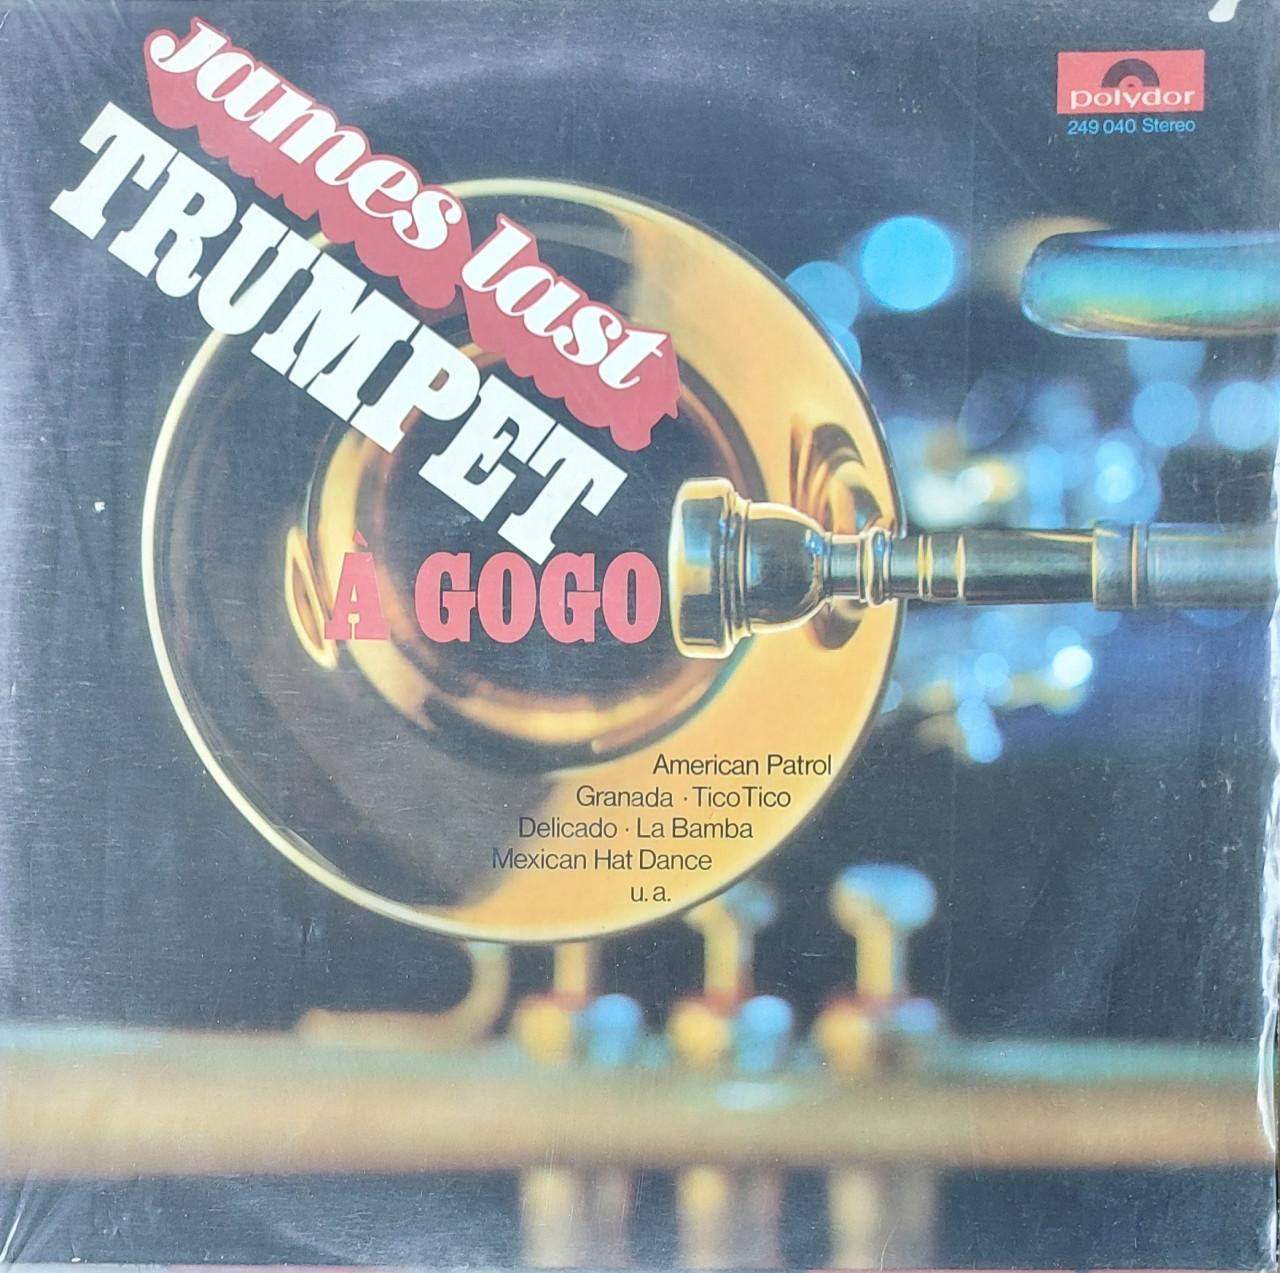 James Last
TRUMPET
À GOGO
polydor
249 040 Stereo
American Patrol
Granada · Tico Tico
Delicado · La Bamba
Mexican Hat Dance
u. a.